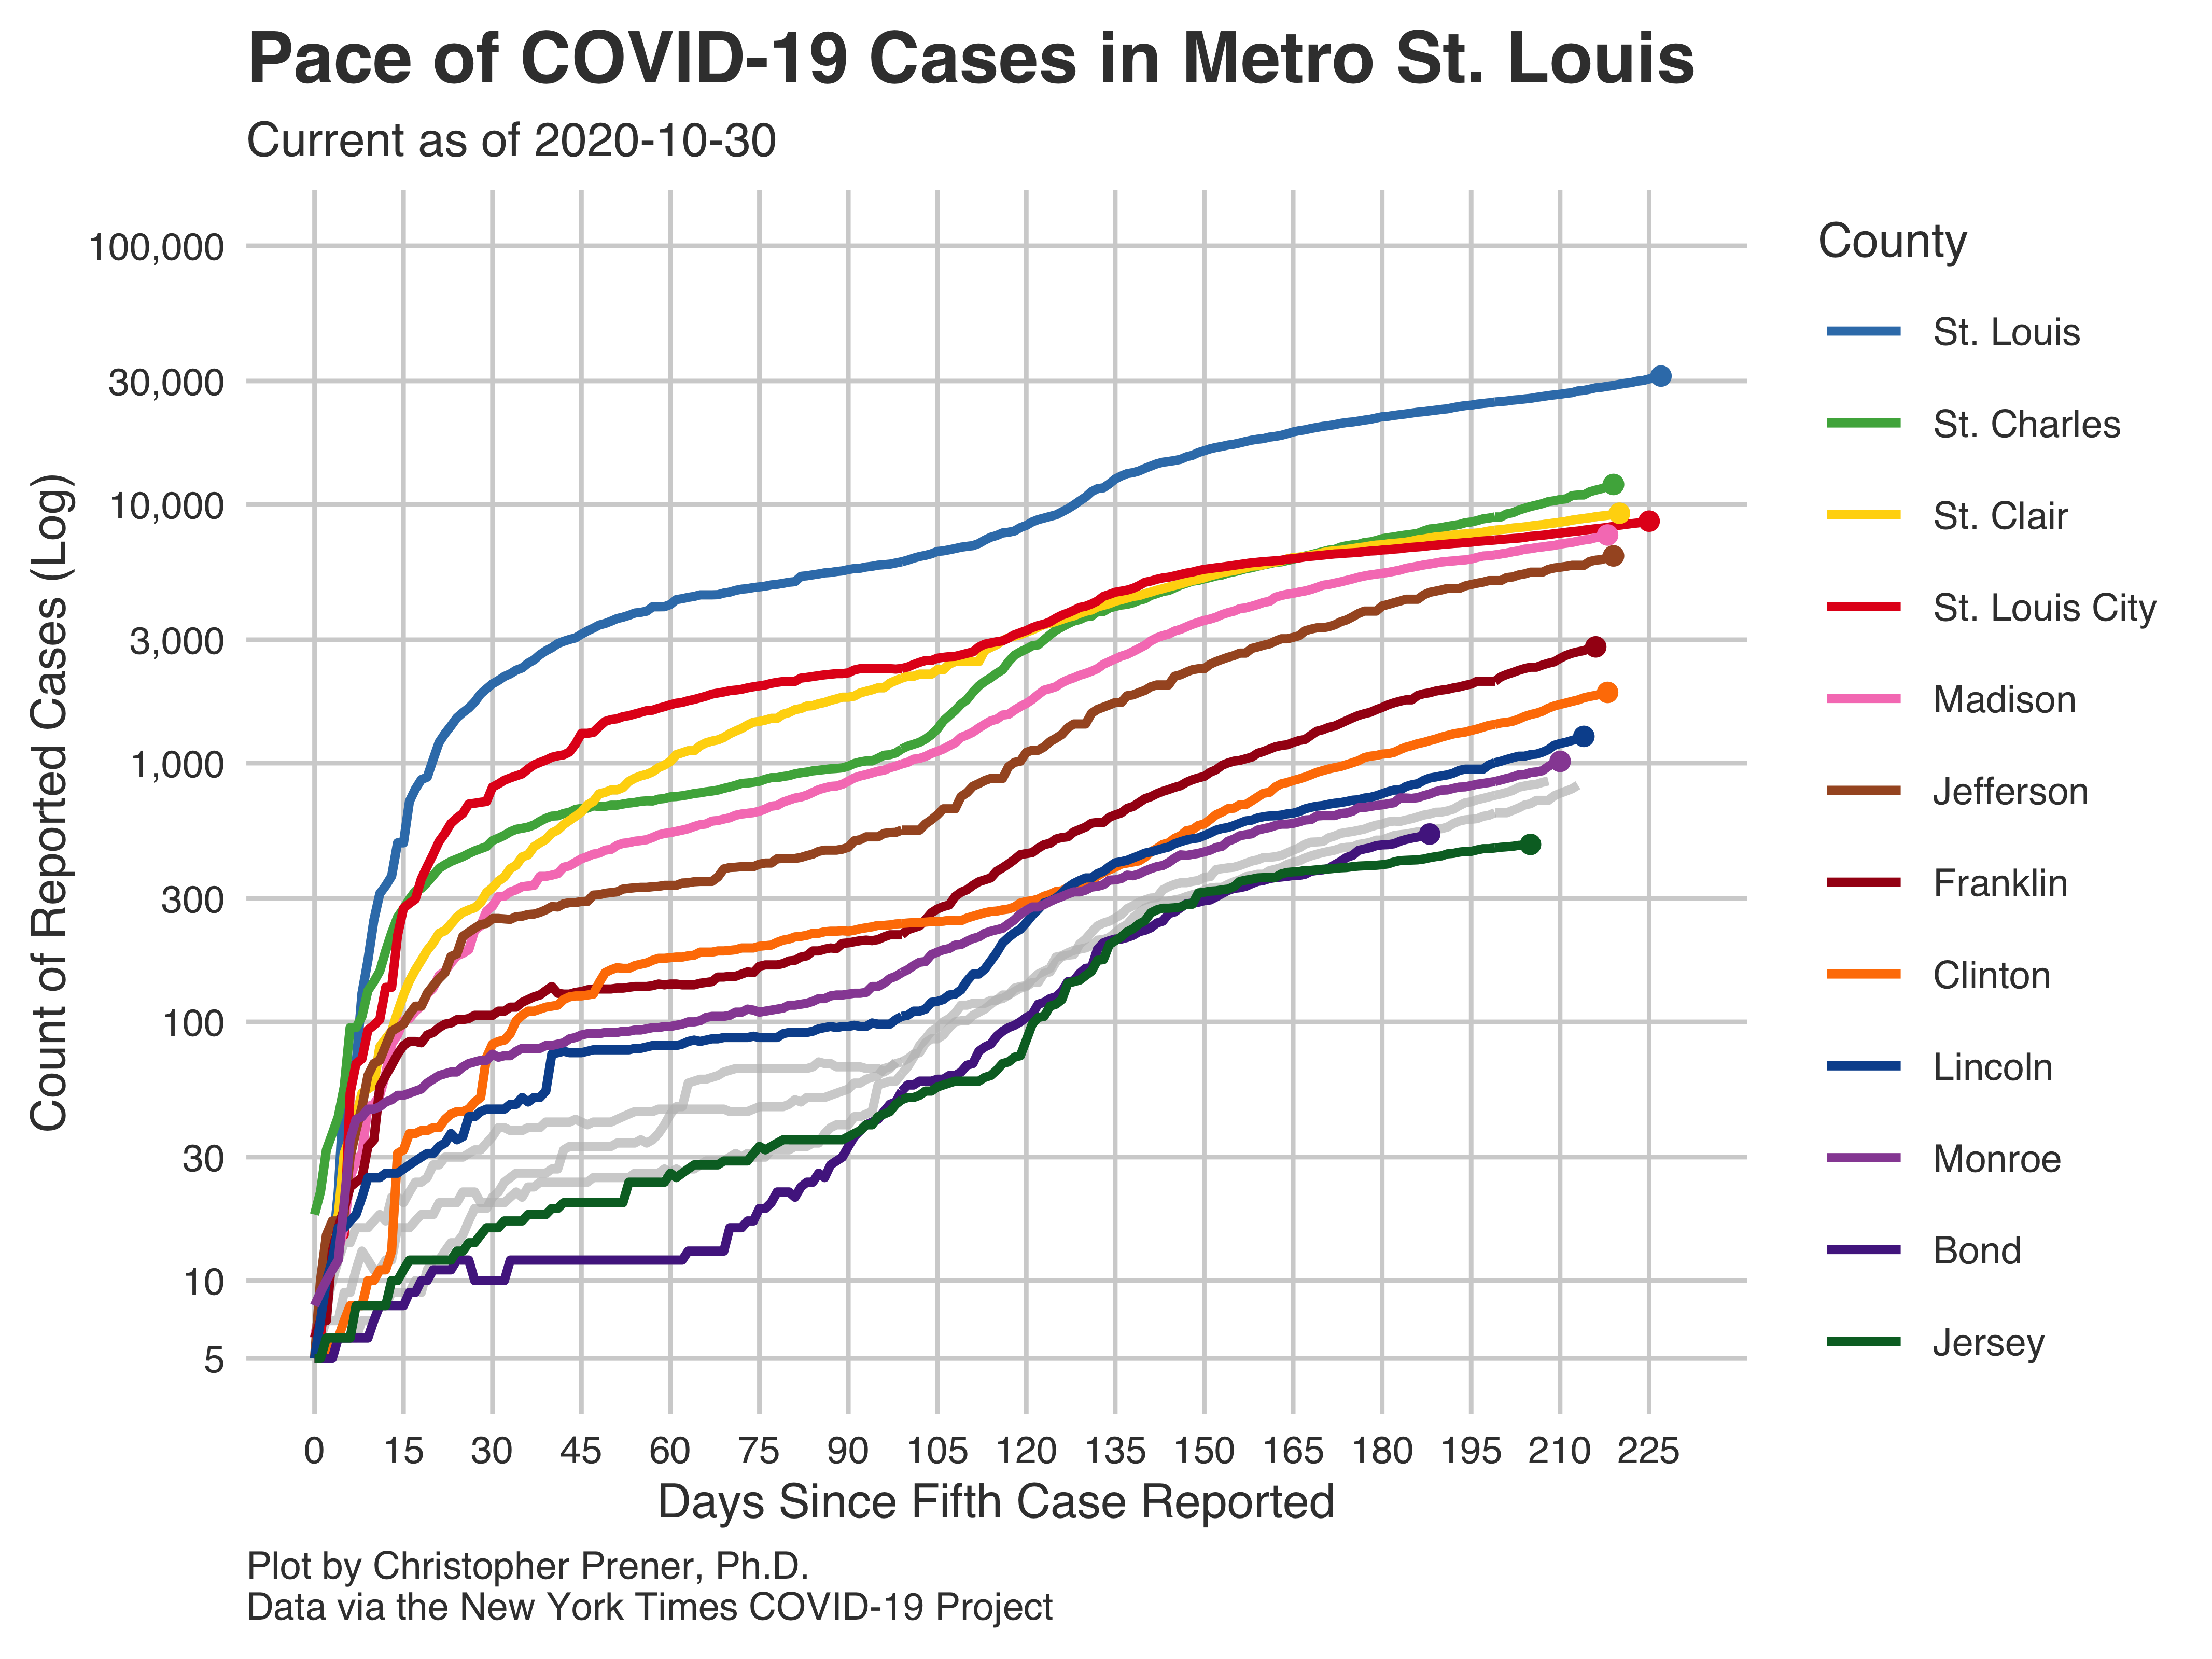 Pace of COVID-19 Cases in Metro St. Louis
Current as of 2020-10-30
Count of Reported Cases (Log)
100,000
30,000
10,000
3,000
1,000
300
100
30
10
5
0 15 30 45 60 75 90 105 120 135 150 165 180 195 210 225
Days Since Fifth Case Reported
County
St. Louis
St. Charles
St. Clair
St. Louis City
Madison
Jefferson
Franklin
Clinton
Lincoln
Monroe
Bond
Jersey
Plot by Christopher Prener, Ph.D.
Data via the New York Times COVID-19 Project